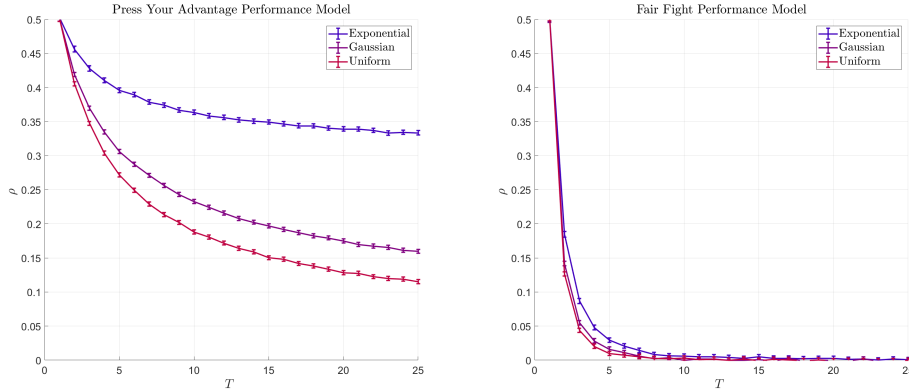 Press Your Advantage Performance Model
0.5
0.45
0.4
0.35
0.3
0.25
0.2
0.15
0.1
0.05
0
ρ
0
5
10
15
20
25
T
Exponential
Gaussian
Uniform
Fair Fight Performance Model
0.5
0.45
0.4
0.35
0.3
0.25
0.2
0.15
0.1
0.05
0
ρ
0
5
10
15
20
25
T
Exponential
Gaussian
Uniform